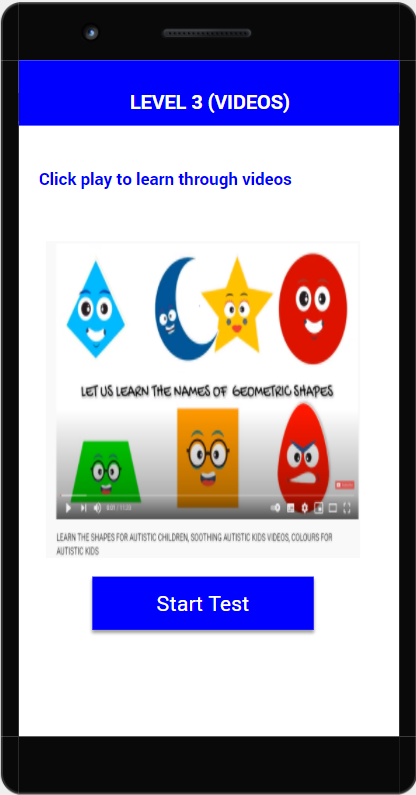 LEVEL 3 (VIDEOS)
Click play to learn through videos
LET US LEARN THE NAMES OF GEOMETRIC SHAPES
LEARN THE SHAPES FOR AUTISTIC CHILDREN, SOOTHING AUTISTIC KIDS VIDEOS, COLOURS FOR
AUTISTIC KIDS
Start Test